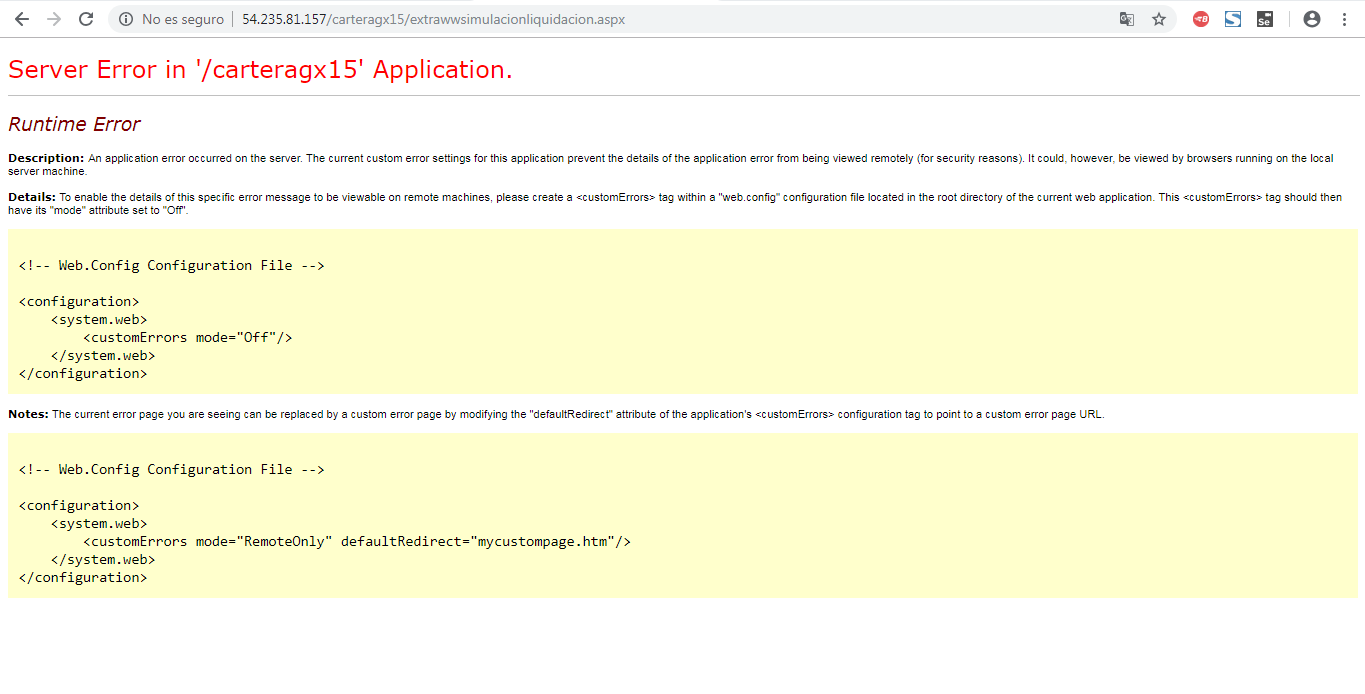 No es seguro | 54.235.81.157/carteragx15/extrawwsimulacionliquidacion.aspx
Server Error in '/carteragx15' Application.
Runtime Error
Description: An application error occurred on the server. The current custom error settings for this application prevent the details of the application error from being viewed remotely (for security reasons). It could, however, be viewed by browsers running on the local
server machine.
Details: To enable the details of this specific error message to be viewable on remote machines, please create a <customErrors> tag within a "web.config" configuration file located in the root directory of the current web application. This <customErrors> tag should then
have its "mode" attribute set to "Off".
<!-- Web.Config Configuration File -->
<configuration>
    <system.web>
        <customErrors mode="Off"/>
    </system.web>
</configuration>
Notes: The current error page you are seeing can be replaced by a custom error page by modifying the "defaultRedirect" attribute of the application's <customErrors> configuration tag to point to a custom error page URL.
<!-- Web.Config Configuration File -->
<configuration>
    <system.web>
        <customErrors mode="RemoteOnly" defaultRedirect="mycustompage.htm"/>
    </system.web>
</configuration>